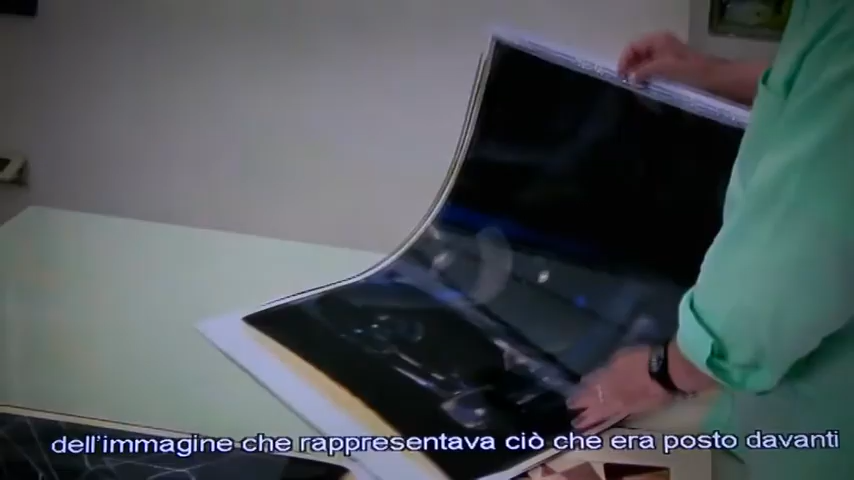 dell'immagine che rappresentava ciò che era posto davanti